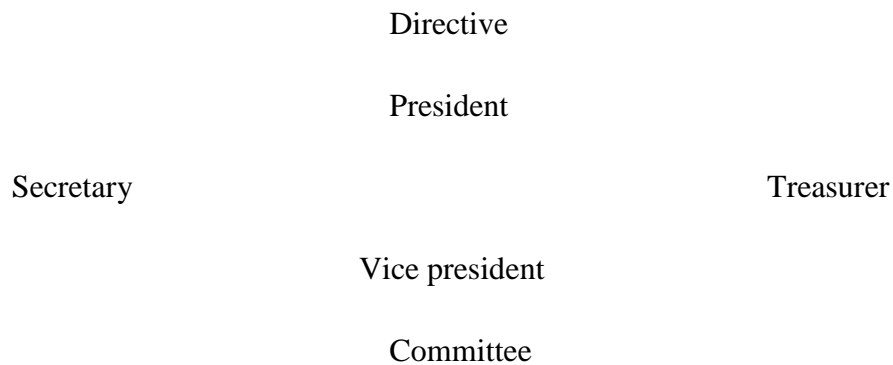 Directive
President
Secretary Treasurer
Vice president
Committee